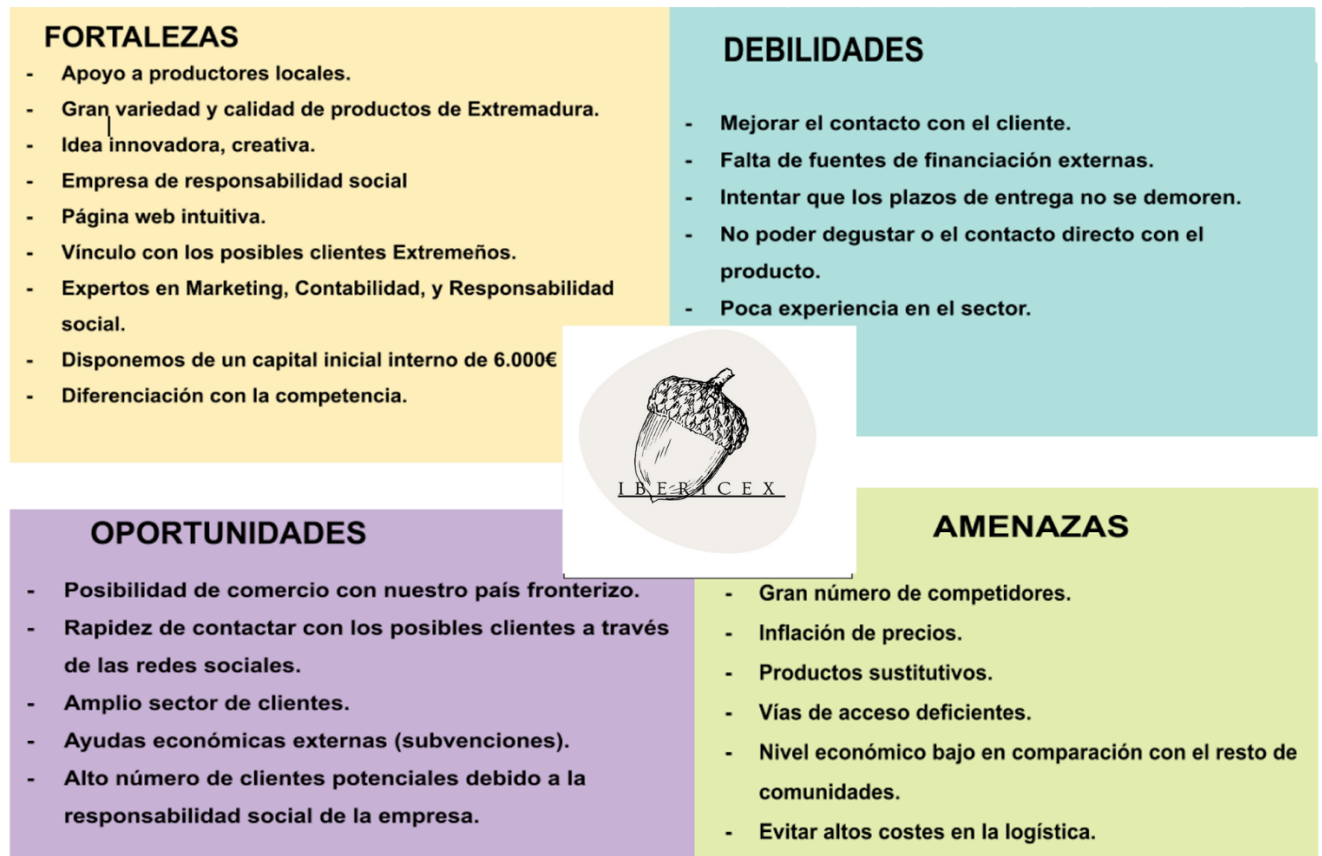 FORTALEZAS
- Apoyo a productores locales.
- Gran variedad y calidad de productos de Extremadura.
- Idea innovadora, creativa.
- Empresa de responsabilidad social
- Página web intuitiva.
- Vínculo con los posibles clientes Extremeños.
- Expertos en Marketing, Contabilidad, y Responsabilidad
social.
- Disponemos de un capital inicial interno de 6.000€
- Diferenciación con la competencia.
DEBILIDADES
- Mejorar el contacto con el cliente.
- Falta de fuentes de financiación externas.
- Intentar que los plazos de entrega no se demoren.
- No poder degustar o el contacto directo con el
producto.
- Poca experiencia en el sector.
IBERICEX
OPORTUNIDADES
- Posibilidad de comercio con nuestro país fronterizo.
- Rapidez de contactar con los posibles clientes a través
de las redes sociales.
- Amplio sector de clientes.
- Ayudas económicas externas (subvenciones).
- Alto número de clientes potenciales debido a la
responsabilidad social de la empresa.
AMENAZAS
- Gran número de competidores.
- Inflación de precios.
- Productos sustitutivos.
- Vías de acceso deficientes.
- Nivel económico bajo en comparación con el resto de
comunidades.
- Evitar altos costes en la logística.